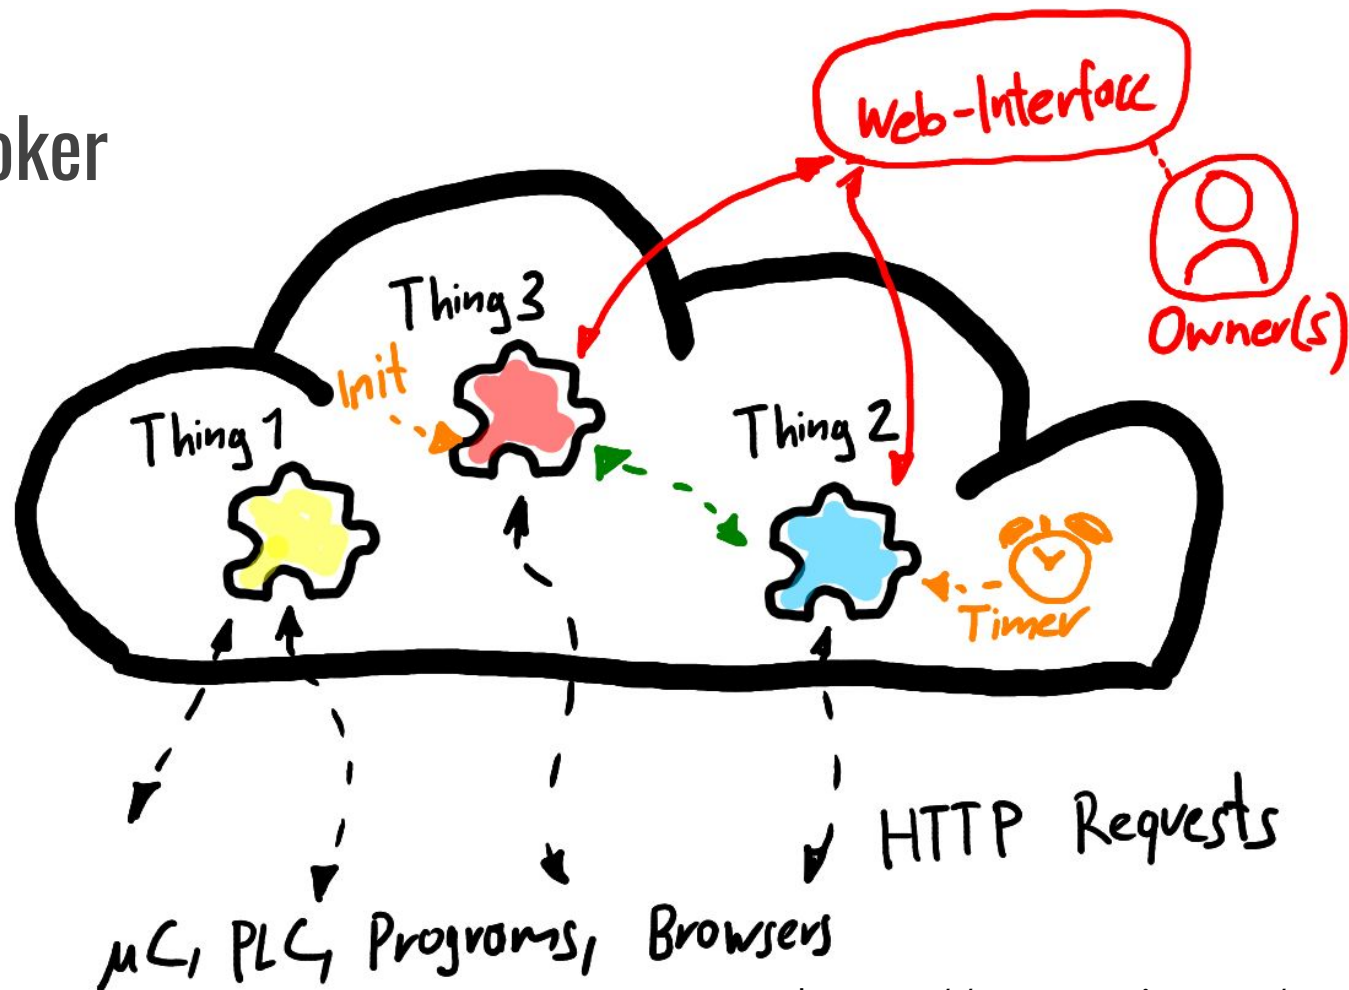 oker
Web-Interface
Owner(s)
Thing 3
Init
Thing 1
Thing 2
Timer
HTTP Requests
μC, PLC, Programs, Browsers